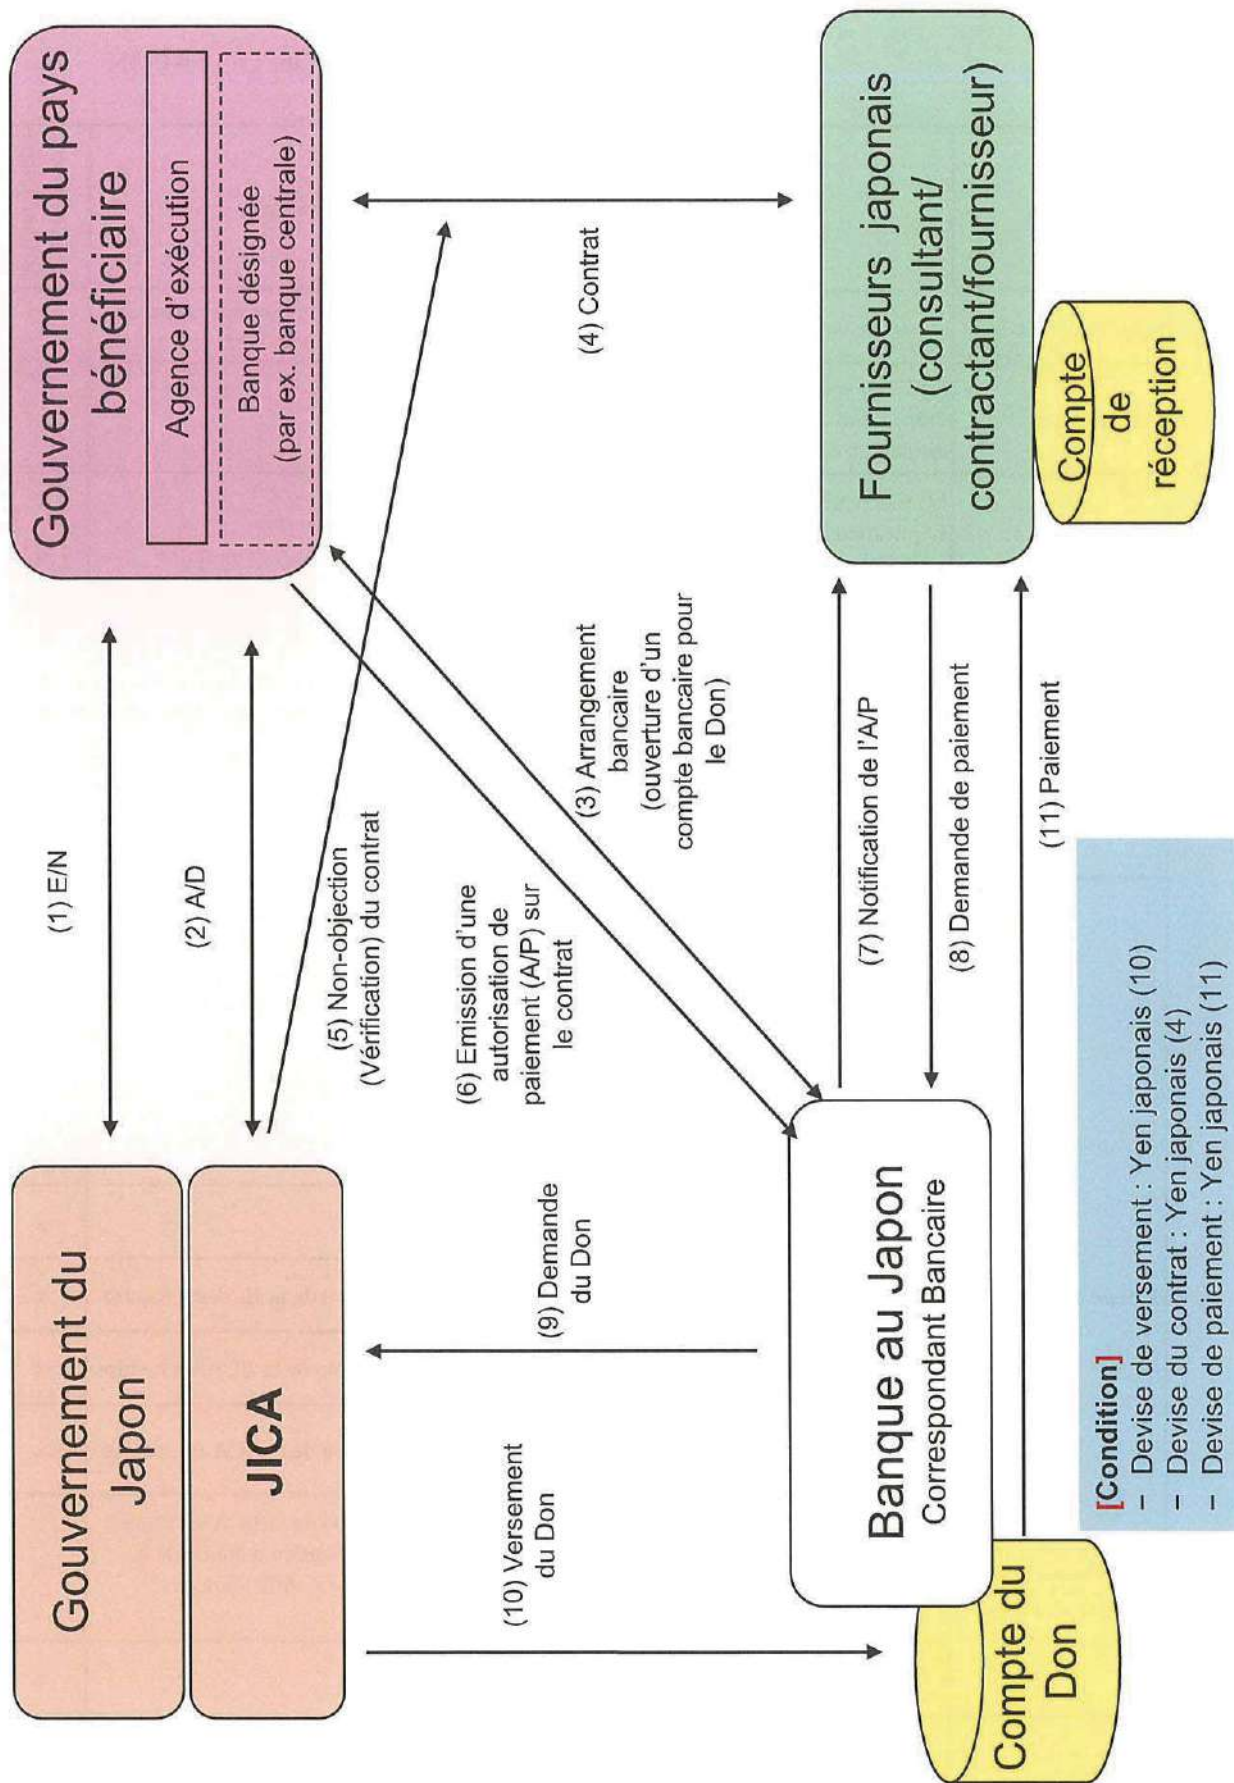 Gouvernement du
Japon
JICA
Gouvernement du pays
bénéficiaire
Agence d'exécution
Banque désignée
(par ex. banque centrale)
(1) E/N
(2) A/D
(5) Non-objection
(Vérification) du contrat
(6) Emission d'une
autorisation de
paiement (A/P) sur
le contrat
(3) Arrangement
bancaire
(ouverture d'un
compte bancaire pour
le Don)
(4) Contrat
(9) Demande
du Don
(10) Versement
du Don
Banque au Japon
Correspondant Bancaire
Compte du
Don
(7) Notification de l'A/P
(8) Demande de paiement
(11) Paiement
Fournisseurs japonais
(consultant/
contractant/fournisseur)
Compte
de
réception
[Condition]
- Devise de versement : Yen japonais (10)
- Devise du contrat : Yen japonais (4)
- Devise de paiement : Yen japonais (11)